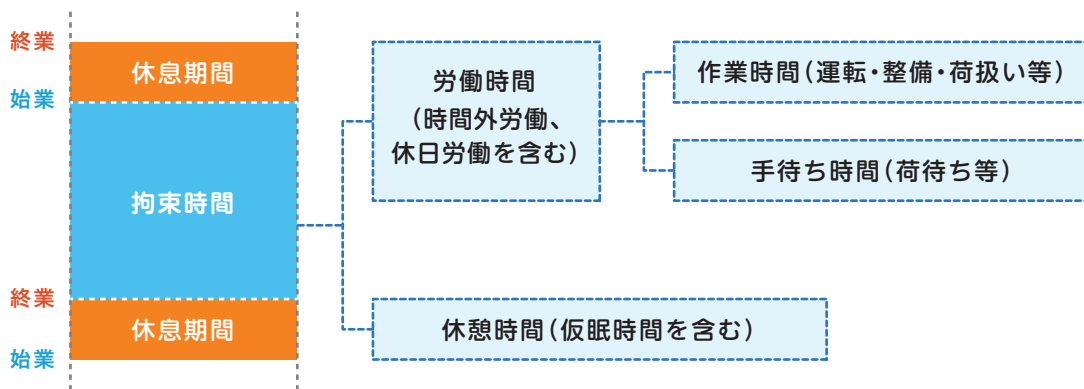 終業
休息期間
始業
拘束時間
終業
休息期間
始業
労働時間
（時間外労働、
休日労働を含む）
作業時間（運転・整備・荷扱い等）
手待ち時間（荷待ち等）
休憩時間（仮眠時間を含む）